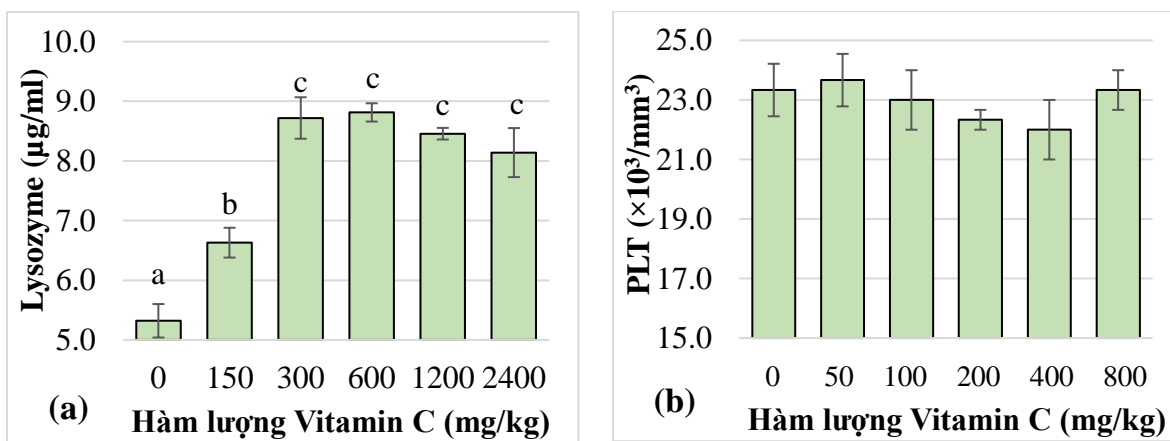 10.0
9.0
8.0
7.0
6.0
5.0
Lysozyme (µg/ml)
a
b
c
c
c
c
0 150 300 600 1200 2400
(a) Hàm lượng Vitamin C (mg/kg)
25.0
23.0
21.0
19.0
17.0
15.0
PLT (×10³/mm³)
0 50 100 200 400 800
(b) Hàm lượng Vitamin C (mg/kg)